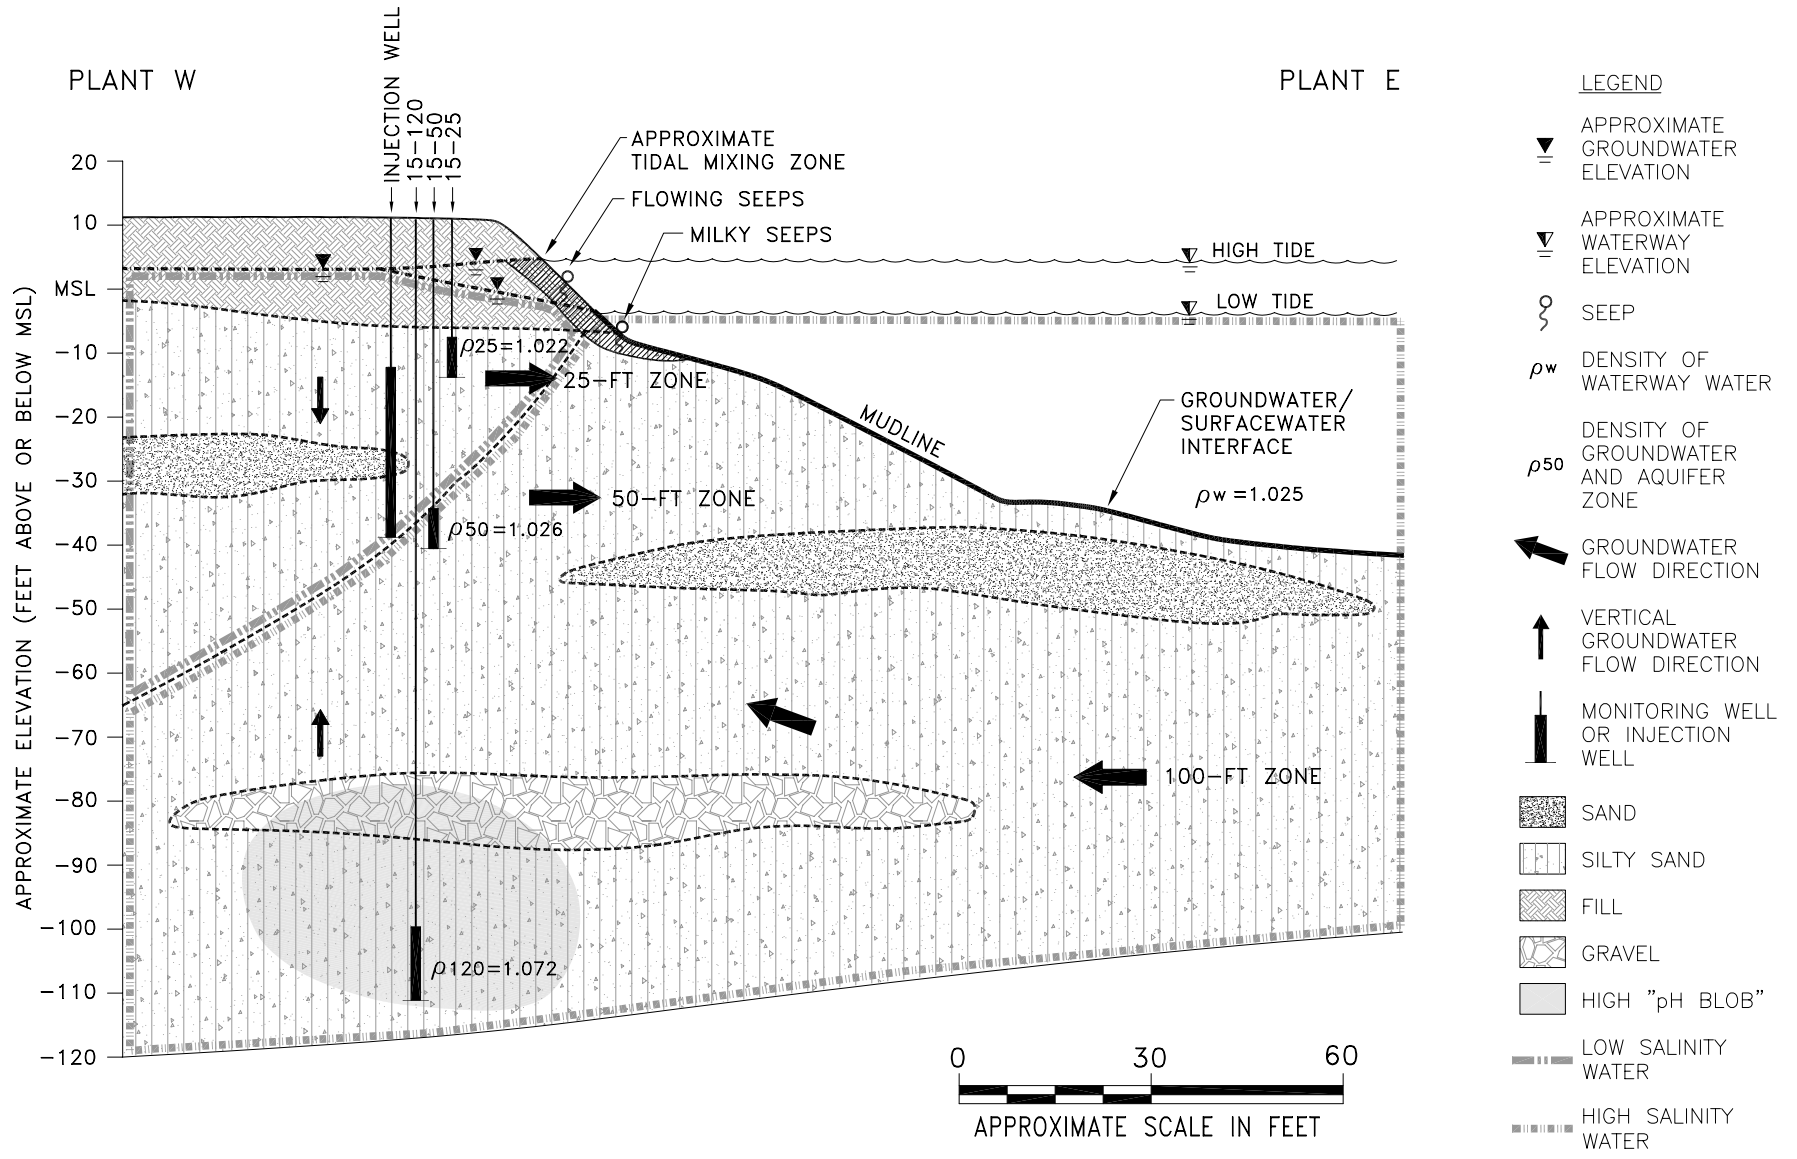 PLANT W
PLANT E
INJECTION WELL
15-120
15-50
15-25
APPROXIMATE
TIDAL MIXING ZONE
FLOWING SEEPS
MILKY SEEPS
HIGH TIDE
LOW TIDE
APPROXIMATE ELEVATION (FEET ABOVE OR BELOW MSL)
20
10
MSL
-10
-20
-30
-40
-50
-60
-70
-80
-90
-100
-110
-120
ρ25=1.022
25-FT ZONE
MUDLINE
GROUNDWATER/
SURFACEWATER
INTERFACE
ρw=1.025
50-FT ZONE
ρ50=1.026
100-FT ZONE
ρ120=1.072
0 30 60
APPROXIMATE SCALE IN FEET
LEGEND
APPROXIMATE
GROUNDWATER
ELEVATION
APPROXIMATE
WATERWAY
ELEVATION
SEEP
ρw DENSITY OF
WATERWAY WATER
DENSITY OF
GROUNDWATER
ρ50 AND AQUIFER
ZONE
GROUNDWATER
FLOW DIRECTION
VERTICAL
GROUNDWATER
FLOW DIRECTION
MONITORING WELL
OR INJECTION
WELL
SAND
SILTY SAND
FILL
GRAVEL
HIGH "pH BLOB"
LOW SALINITY
WATER
HIGH SALINITY
WATER